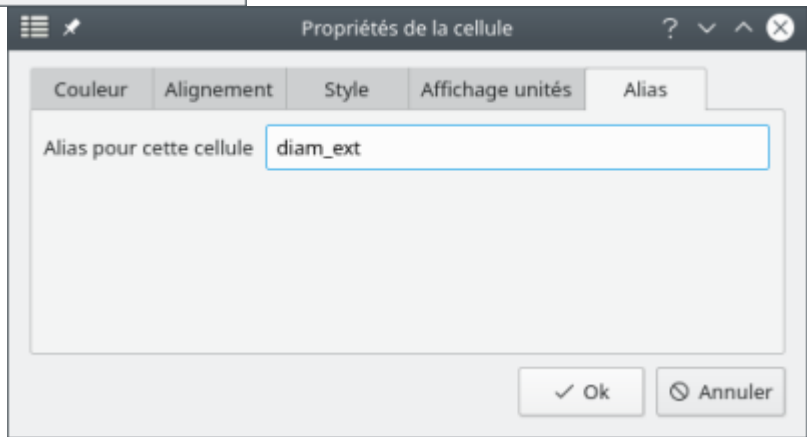 Propriétés de la cellule
Couleur Alignement Style Affichage unités Alias
Alias pour cette cellule diam_ext
Ok Annuler